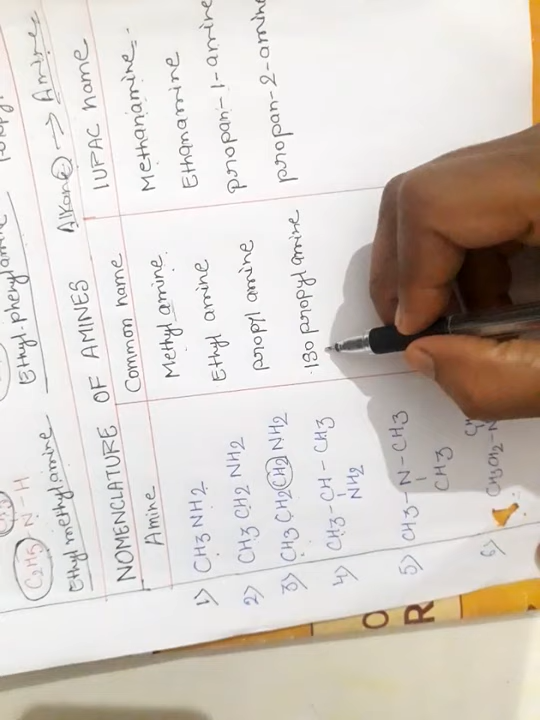 C2H5 N-H
Ethyl methylamine
Ethyl-phenylamine
Alkane → Amine
NOMENCLATURE OF AMINES
Amine Common name IUPAC name
1) CH3 NH2 Methyl amine Methanamine
2) CH3 CH2 NH2 Ethyl amine Ethanamine
3) CH3 CH2 CH2 NH2 propyl amine propan-1-amine
4) CH3-CH-CH3 iso propyl amine propan-2-amine
NH2
5) CH3-N-CH3
CH3
6) CH3CH2-N